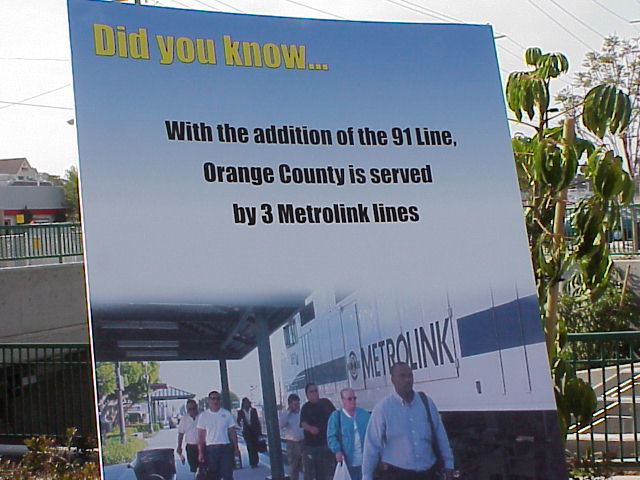 Did you know...
With the addition of the 91 Line,
Orange County is served
by 3 Metrolink lines
METROLINK